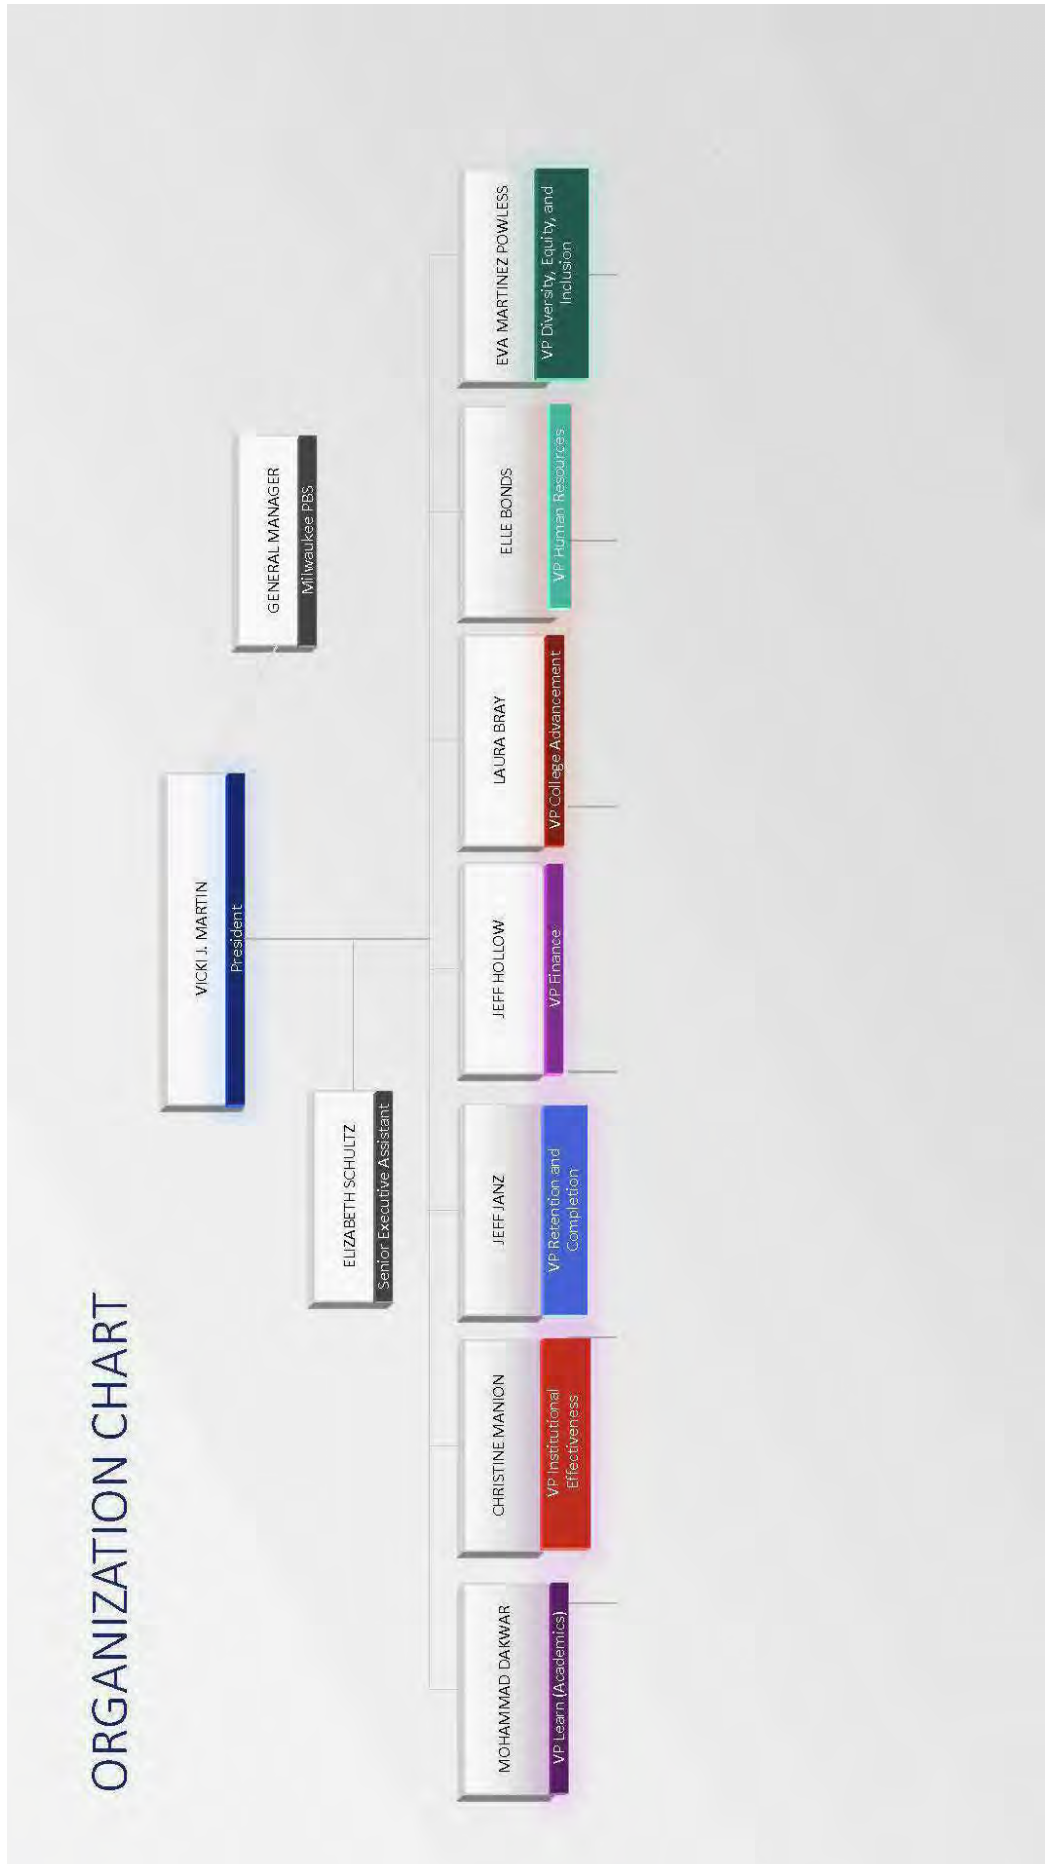 ORGANIZATION CHART
VICKI J. MARTIN
President
GENERAL MANAGER
Milwaukee PBS
ELIZABETH SCHULTZ
Senior Executive Assistant
MOHAMMAD DAKWAR
VP Learn (Academics)
CHRISTINE MANION
VP Institutional
Effectiveness
JEFF JANZ
VP Retention and
Completion
JEFF HOLLOW
VP Finance
LAURA BRAY
VP College Advancement
ELLE BONDS
VP Human Resources
EVA MARTINEZ POWLESS
VP Diversity, Equity, and
Inclusion